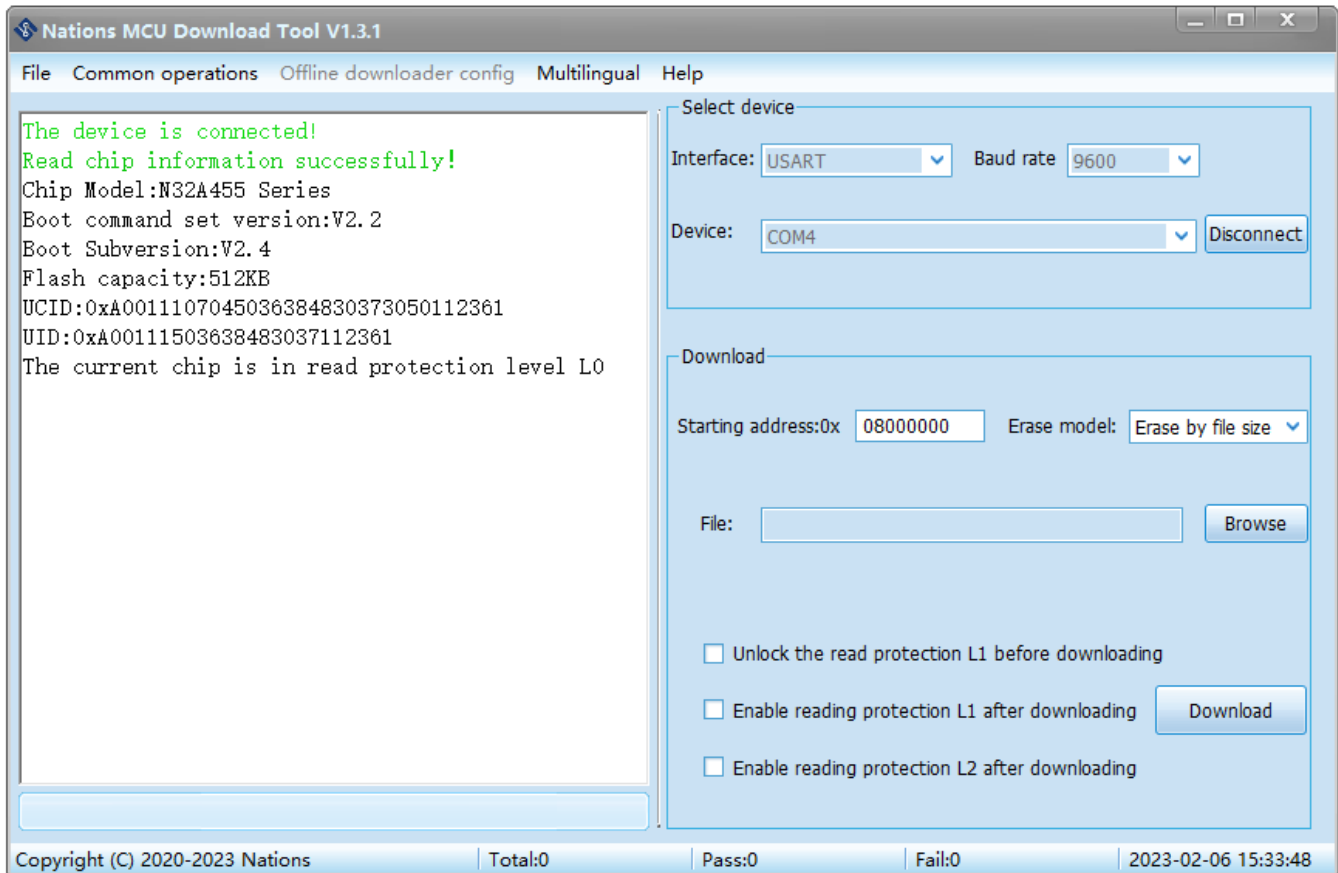 Nations MCU Download Tool V1.3.1
File Common operations Offline downloader config Multilingual Help
The device is connected!
Read chip information successfully!
Chip Model:N32A455 Series
Boot command set version:V2.2
Boot Subversion:V2.4
Flash capacity:512KB
UCID:0xA0011107045036384830373050112361
UID:0xA00111503638483037112361
The current chip is in read protection level L0
Select device
Interface: USART Baud rate 9600
Device: COM4 Disconnect
Download
Starting address:0x 08000000 Erase model: Erase by file size
File: Browse
Unlock the read protection L1 before downloading
Enable reading protection L1 after downloading Download
Enable reading protection L2 after downloading
Copyright (C) 2020-2023 Nations Total:0 Pass:0 Fail:0 2023-02-06 15:33:48